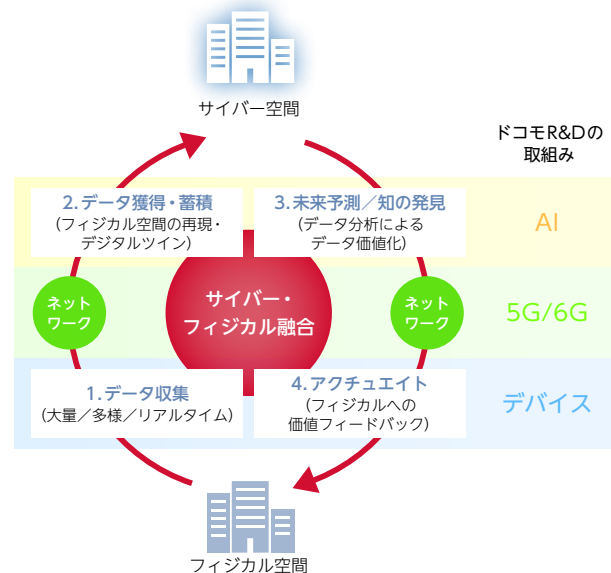 サイバー空間
ドコモR&Dの
取組み
2.データ獲得・蓄積
(フィジカル空間の再現・
デジタルツイン)
3.未来予測／知の発見
(データ分析による
データ価値化)
AI
ネット
ワーク
サイバー・
フィジカル融合
ネット
ワーク
5G/6G
1.データ収集
(大量／多様／リアルタイム)
4.アクチュエイト
(フィジカルへの
価値フィードバック)
デバイス
フィジカル空間